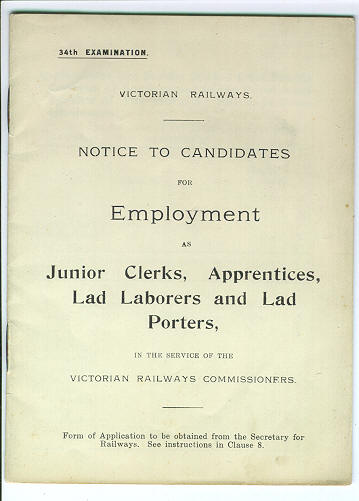 34th EXAMINATION.
VICTORIAN RAILWAYS.
NOTICE TO CANDIDATES
FOR
Employment
AS
Junior Clerks, Apprentices,
Lad Laborers and Lad
Porters,
IN THE SERVICE OF THE
VICTORIAN RAILWAYS COMMISSIONERS.
Form of Application to be obtained from the Secretary for
Railways. See instructions in Clause 8.